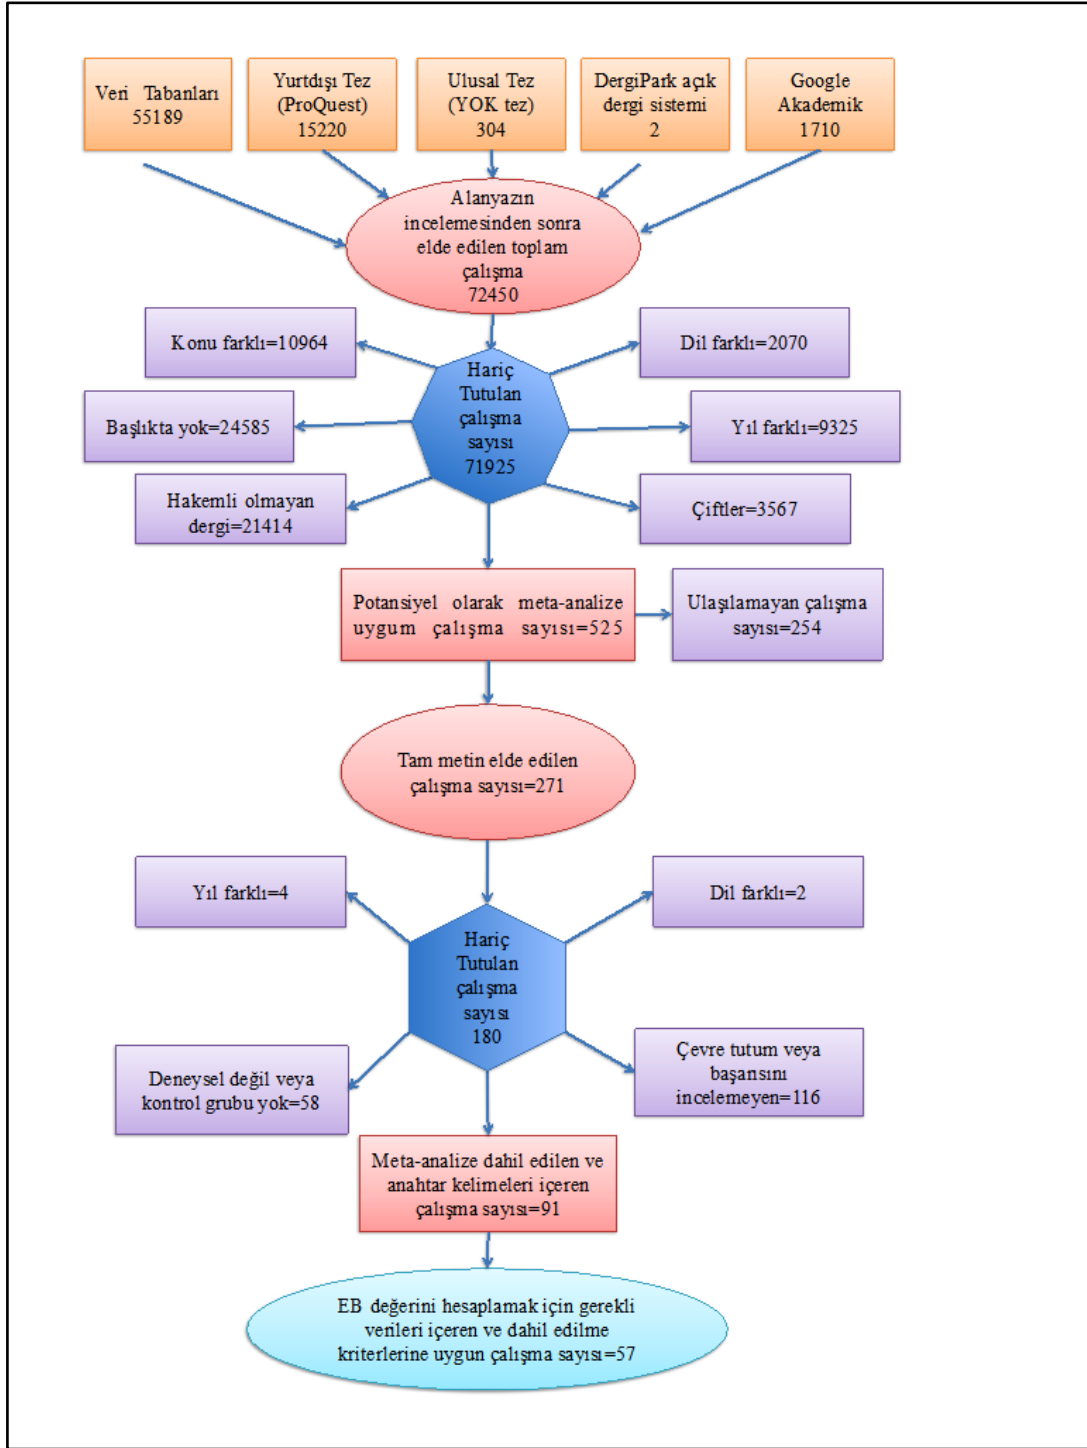 Veri Tabanları
55189
Yurtdışı Tez
(ProQuest)
15220
Ulusal Tez
(YOK tez)
304
DergiPark açık
dergi sistemi
2
Google
Akademik
1710
Alanyazın
incelemesinden sonra
elde edilen toplam
çalışma
72450
Konu farklı=10964
Dil farklı=2070
Hariç
Tutulan
çalışma
sayısı
71925
Başlıkta yok=24585
Yıl farklı=9325
Hakemli olmayan
dergi=21414
Çiftler=3567
Potansiyel olarak meta-analize
uygum çalışma sayısı=525
Ulaşılamayan çalışma
sayısı=254
Tam metin elde edilen
çalışma sayısı=271
Yıl farklı=4
Dil farklı=2
Hariç
Tutulan
çalışma
sayısı
180
Deneysel değil veya
kontrol grubu yok=58
Çevre tutum veya
başarısını
incelemeyen=116
Meta-analize dahil edilen ve
anahtar kelimeleri içeren
çalışma sayısı=91
EB değerini hesaplamak için gerekli
verileri içeren ve dahil edilme
kriterlerine uygun çalışma sayısı=57